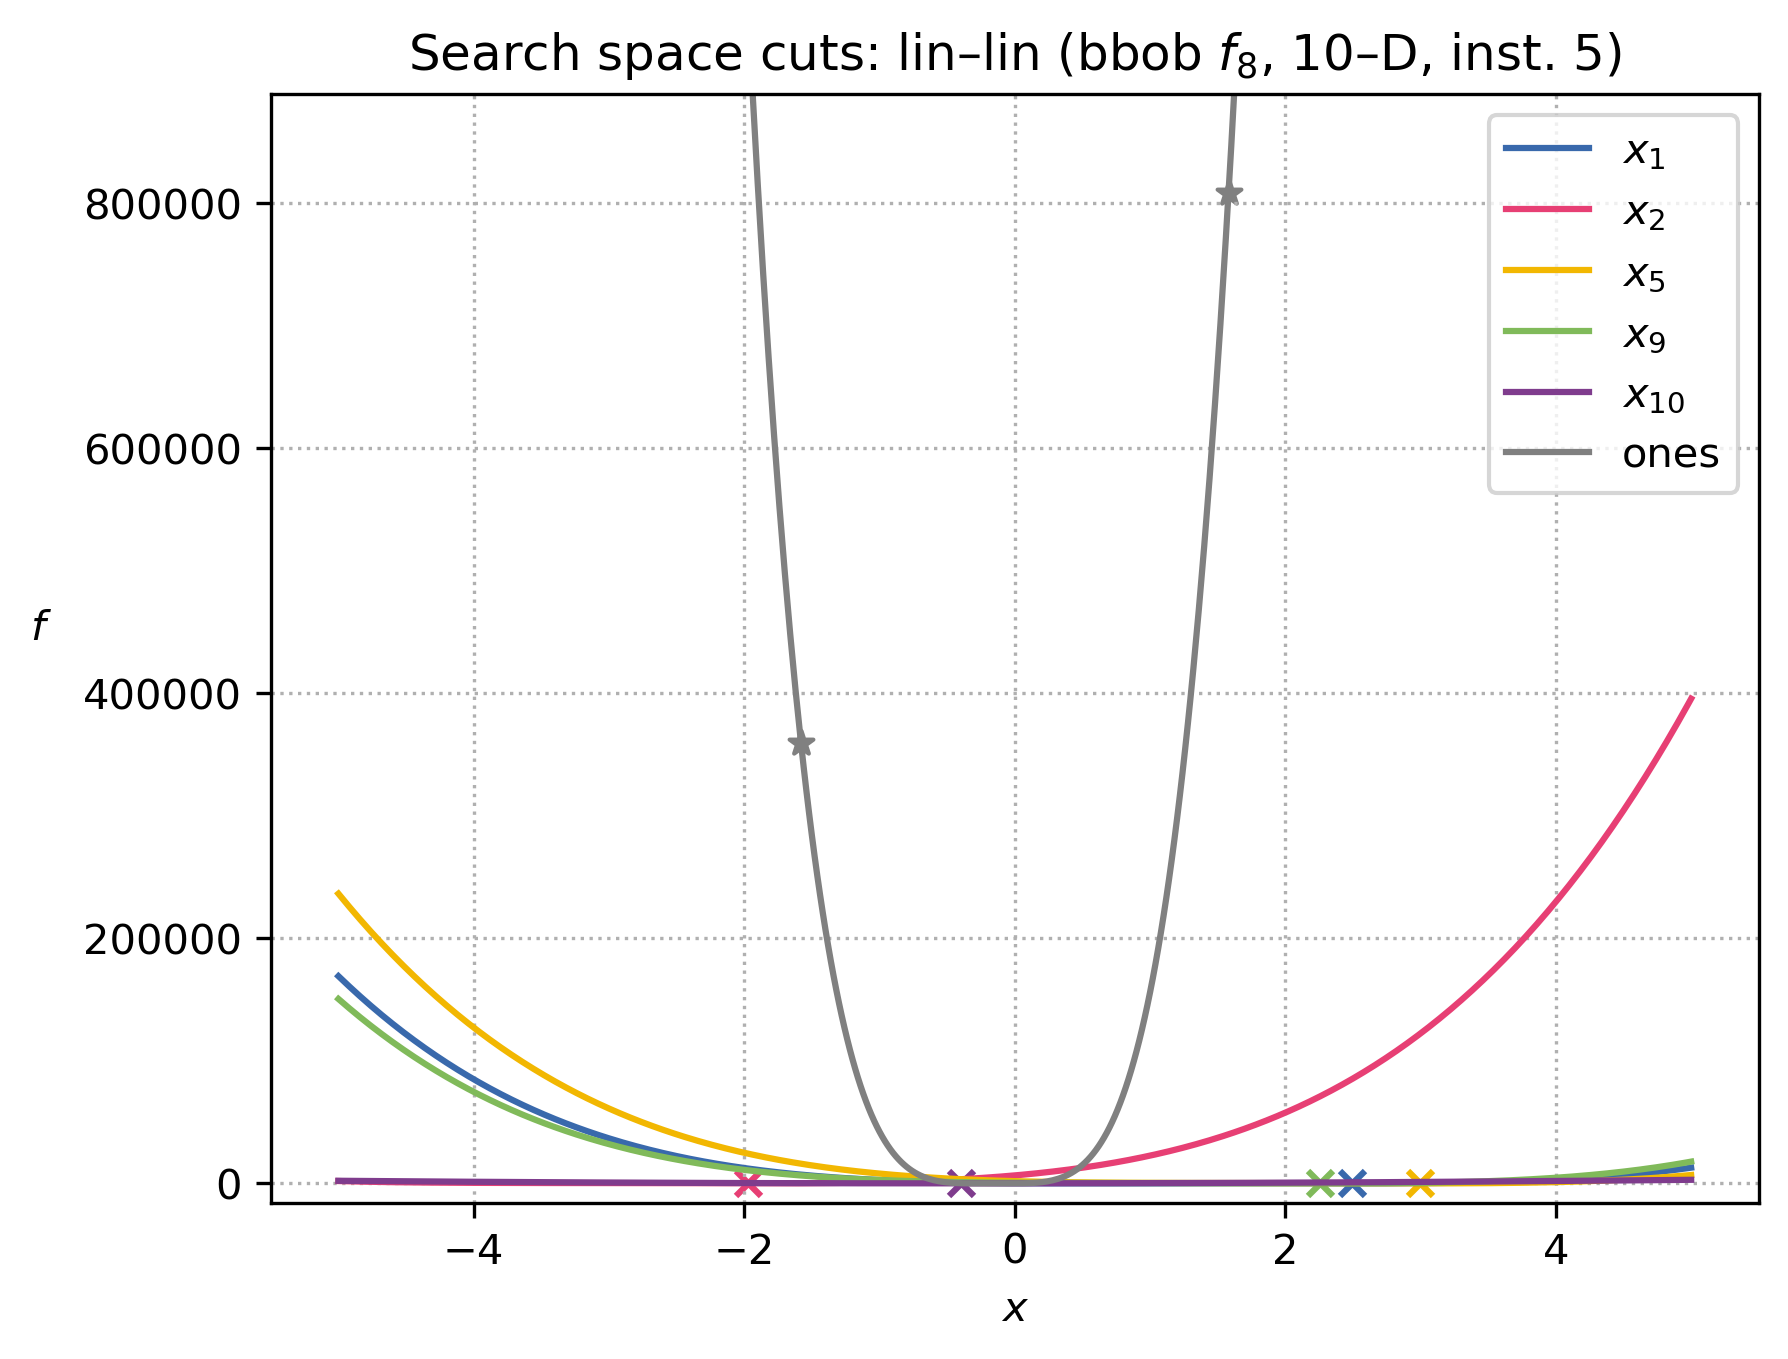 Search space cuts: lin–lin (bbob f₈, 10–D, inst. 5)
x₁
x₂
x₅
x₉
x₁₀
ones
800000
600000
400000
200000
0
f
−4
−2
0
2
4
x